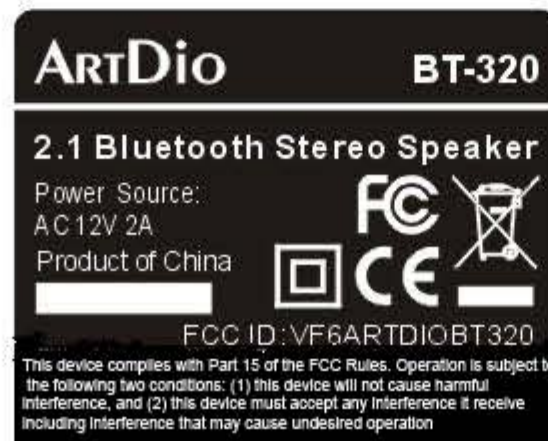 ARTDIO BT-320
2.1 Bluetooth Stereo Speaker
Power Source:
AC12V 2A
Product of China
FC
CE
FCC ID:VF6ARTDIOBT320
This device complies with Part 15 of the FCC Rules. Operation is subject to
the following two conditions: (1) this device will not cause harmful
interference, and (2) this device must accept any interference it receive
including interference that may cause undesired operation